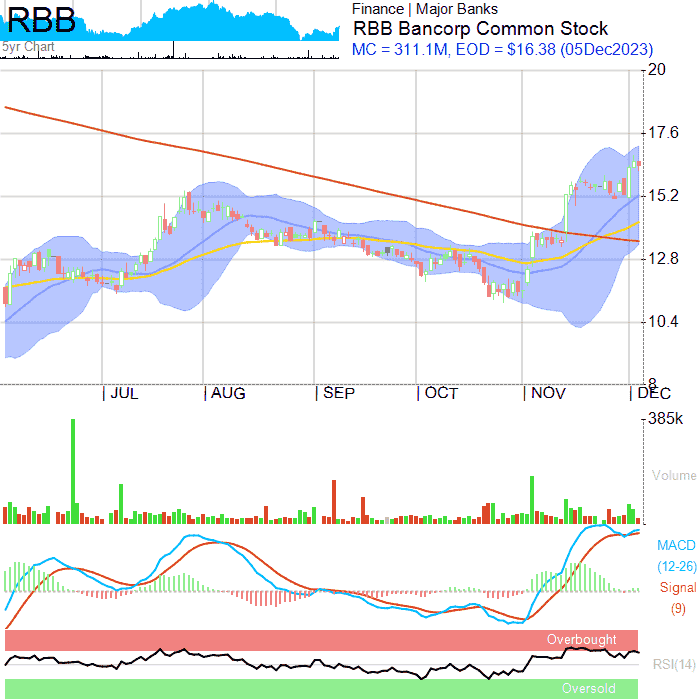 RBB
5yr Chart
Finance | Major Banks
RBB Bancorp Common Stock
MC = 311.1M, EOD = $16.38 (05Dec2023)
20
17.6
15.2
12.8
10.4
8
JUL AUG SEP OCT NOV DEC
385k
Volume
MACD
(12-26)
Signal
(9)
Overbought
RSI(14)
Oversold